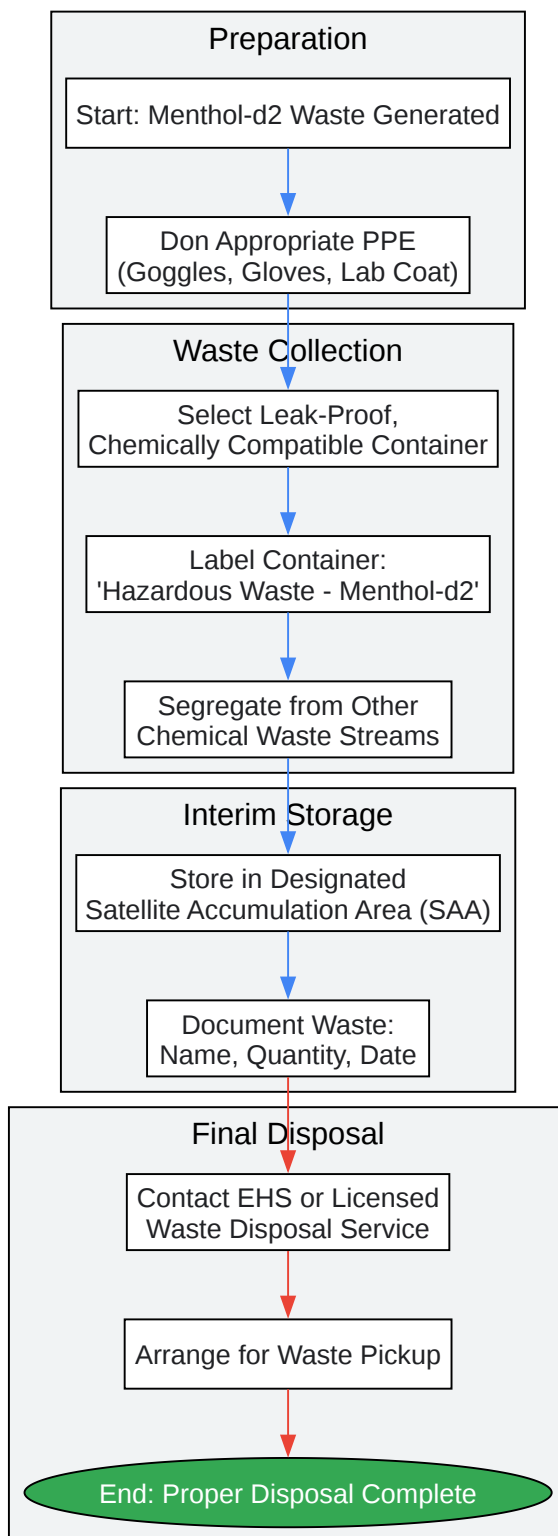 Preparation
Start: Menthol-d2 Waste Generated
Don Appropriate PPE
(Goggles, Gloves, Lab Coat)
Waste Collection
Select Leak-Proof,
Chemically Compatible Container
Label Container:
'Hazardous Waste - Menthol-d2'
Segregate from Other
Chemical Waste Streams
Interim Storage
Store in Designated
Satellite Accumulation Area (SAA)
Document Waste:
Name, Quantity, Date
Final Disposal
Contact EHS or Licensed
Waste Disposal Service
Arrange for Waste Pickup
End: Proper Disposal Complete